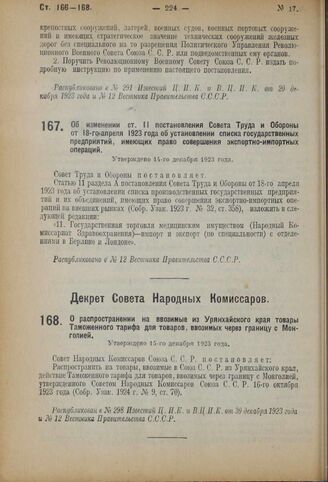 Ст. 166—168. — 224 — № 17.
крепостных сооружений, лагерей, военных судов, военных портовых сооружений
и имеющих стратегическое значение технических сооружений железных
дорог без специального на то разрешения Политического Управления Революционного
Военного Совета Союза С. С. Р. или подведомственных ему органов.
2. Поручить Революционному Военному Совету Союза С. С. Р. издать подробную
инструкцию по применению настоящего постановления.
Распубликовано в № 291 Известий Ц. И. К. и В. Ц. И. К. от 20 декабря
1923 года и № 12 Вестника Правительства С.С.С.Р.
167. Об изменении ст. 11 постановления Совета Труда и Обороны
от 18-го апреля 1923 года об установлении списка государственных
предприятий, имеющих право совершения экспортно-импортных
операций.
Утверждено 15-го декабря 1923 года.
Совет Труда и Обороны постановляет:
Статью 11 раздела А постановления Совета Труда и Обороны от 18-го апреля
1923 года об установлении списка производственных государственных предприятий
и их объединений, имеющих право совершения экспортно-импортных операций
на внешних рынках (Собр. Узак. 1923 г. № 32, ст. 358), изложить в следующей
редакции:
«11. Государственная торговля медицинским имуществом (Народный Комиссариат
Здравоохранения)—импорт и экспорт (по специальности) с отделениями
в Берлине и Лондоне».
Распубликовано в № 12 Вестника Правительства С.С.С.Р.
Декрет Совета Народных Комиссаров.
168. О распространении на ввозимые из Урянхайского края товары
Таможенного тарифа для товаров, ввозимых через границу с Монголией.
Утверждено 15-го декабря 1923 года.
Совет Народных Комиссаров Союза С. С. Р. постановляет:
Распространить на товары, ввозимые в Союз С. С. Р. из Урянхайского края,
действие Таможенного тарифа для товаров, ввозимых через границу с Монголией,
утвержденного Советом Народных Комиссаров Союза С. С. Р. 16-го октября
1923 года (Собр. Узак. 1924 г. № 9, ст. 70).
Распубликован в № 298 Известий Ц. И. К. и В.Ц.И.К. от 30 декабря 1923 года
и № 12 Вестника Правительства С.С.С.Р.